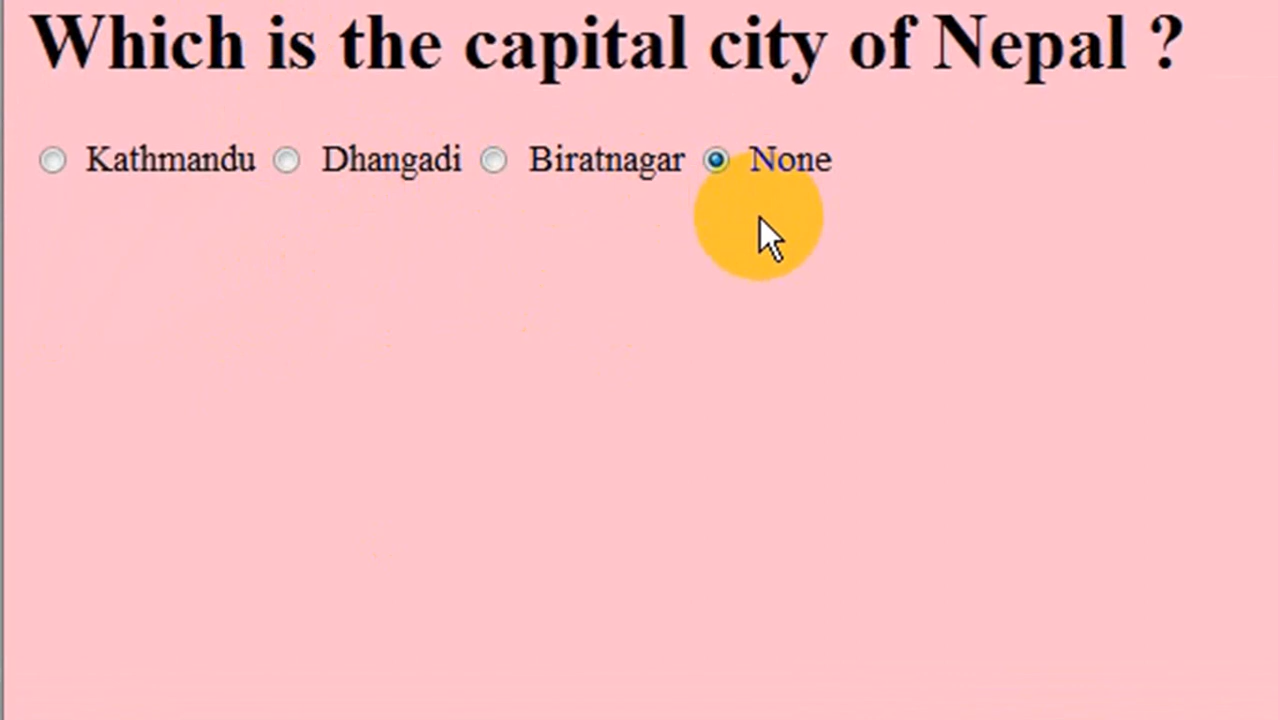 Which is the capital city of Nepal ?
Kathmandu Dhangadi Biratnagar None